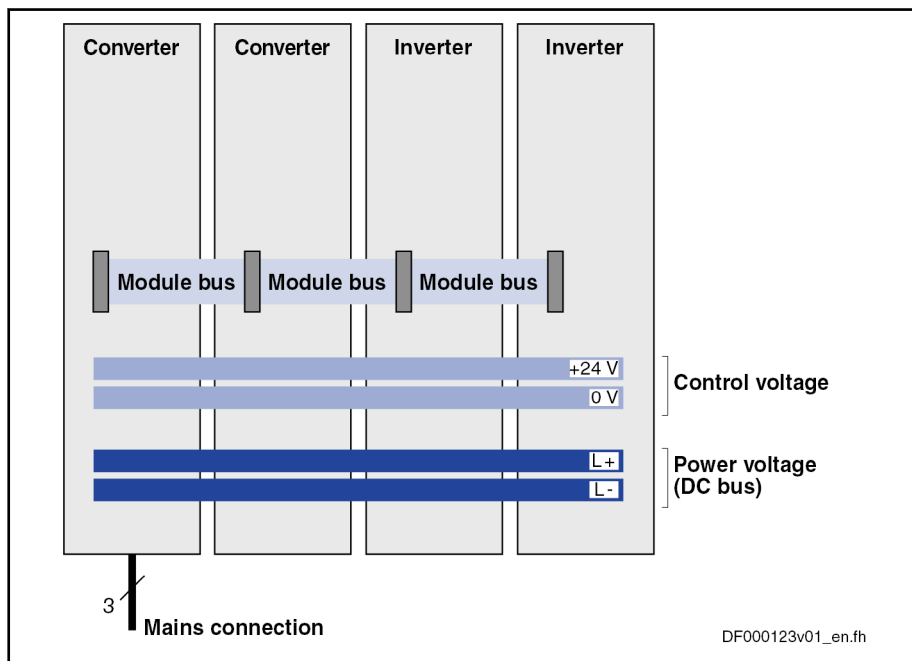 Converter
Converter
Inverter
Inverter
Module bus
Module bus
Module bus
+24 V
0 V
Control voltage
L+
L-
Power voltage
(DC bus)
3
Mains connection
DF000123v01_en.fh